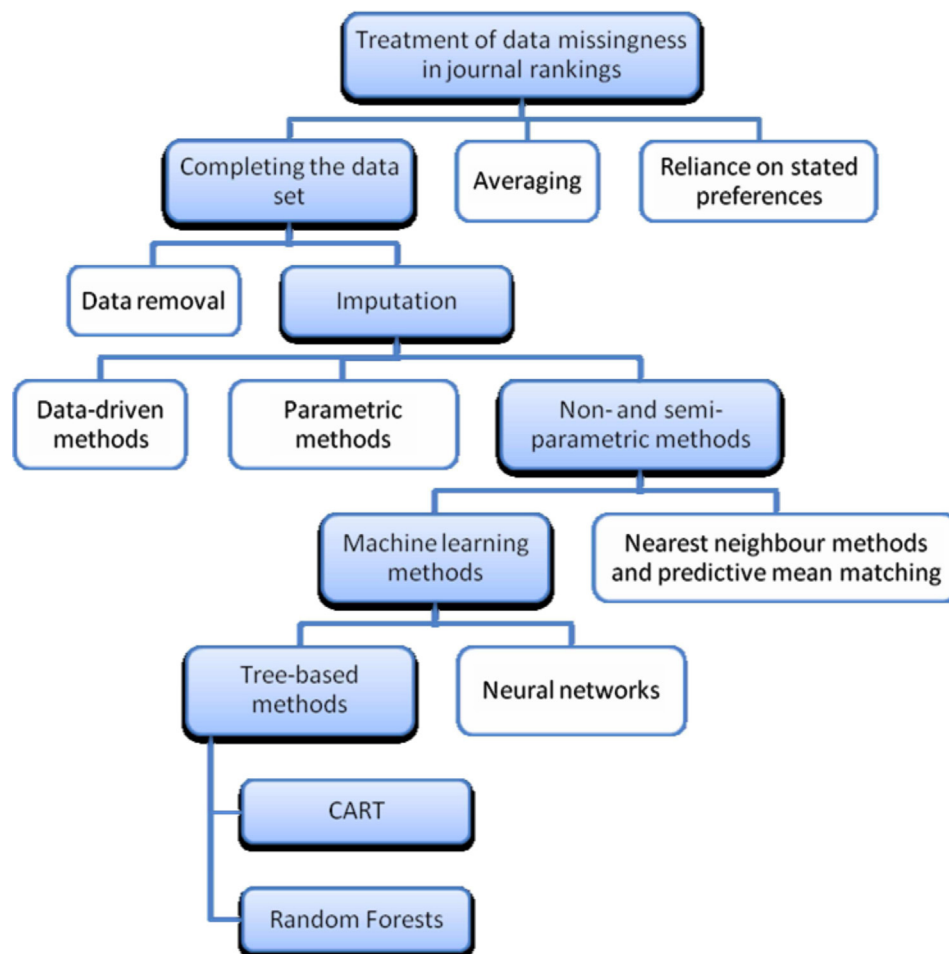 Treatment of data missingness
in journal rankings
Completing the data
set
Averaging
Reliance on stated
preferences
Data removal
Imputation
Data-driven
methods
Parametric
methods
Non- and semi-
parametric methods
Machine learning
methods
Nearest neighbour methods
and predictive mean matching
Tree-based
methods
Neural networks
CART
Random Forests